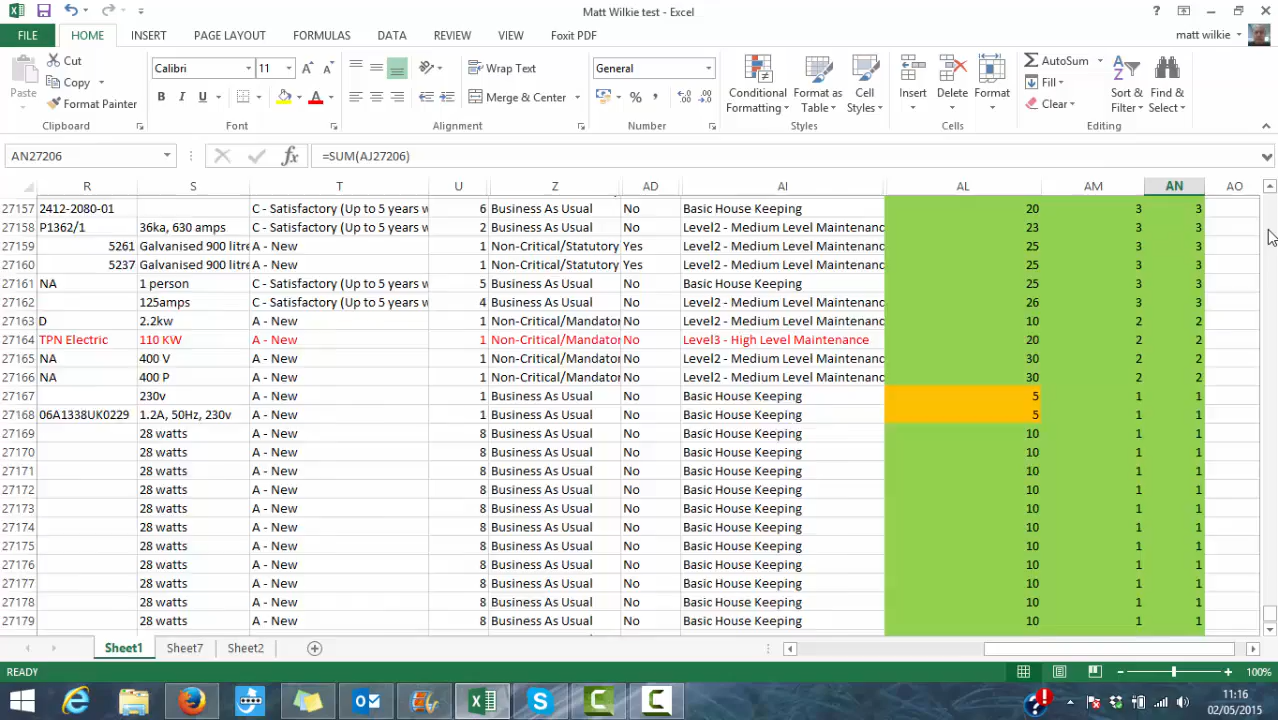 Matt Wilkie test - Excel
FILE HOME INSERT PAGE LAYOUT FORMULAS DATA REVIEW VIEW Foxit PDF matt wilkie
Cut Calibri 11 Wrap Text General AutoSum
Copy Fill
Paste Format Painter Merge & Center Conditional Formatting Format as Table Cell Styles Insert Delete Format Clear Sort & Filter Find & Select
Clipboard Font Alignment Number Styles Cells Editing
AN27206 =SUM(AJ27206)
R S T U Z AD AI AL AM AN AO
27157 2412-2080-01 C - Satisfactory (Up to 5 years w 6 Business As Usual No Basic House Keeping 20 3 3
27158 P1362/1 36ka, 630 amps C - Satisfactory (Up to 5 years w 2 Business As Usual No Level2 - Medium Level Maintenanc 23 3 3
27159 5261 Galvanised 900 litre A - New 1 Non-Critical/Statutory Yes Level2 - Medium Level Maintenanc 25 3 3
27160 5237 Galvanised 900 litre A - New 1 Non-Critical/Statutory Yes Level2 - Medium Level Maintenanc 25 3 3
27161 NA 1 person C - Satisfactory (Up to 5 years w 5 Business As Usual No Basic House Keeping 25 3 3
27162 125amps C - Satisfactory (Up to 5 years w 4 Business As Usual No Level2 - Medium Level Maintenanc 26 3 3
27163 D 2.2kw A - New 1 Non-Critical/Mandator No Level2 - Medium Level Maintenanc 10 2 2
27164 TPN Electric 110 KW A - New 1 Non-Critical/Mandator No Level3 - High Level Maintenance 20 2 2
27165 NA 400 V A - New 1 Non-Critical/Mandator No Level2 - Medium Level Maintenanc 30 2 2
27166 NA 400 P A - New 1 Non-Critical/Mandator No Level2 - Medium Level Maintenanc 30 2 2
27167 230v A - New 1 Business As Usual No Basic House Keeping 5 1 1
27168 06A1338UK0229 1.2A, 50Hz, 230v A - New 1 Business As Usual No Basic House Keeping 5 1 1
27169 28 watts A - New 8 Business As Usual No Basic House Keeping 10 1 1
27170 28 watts A - New 8 Business As Usual No Basic House Keeping 10 1 1
27171 28 watts A - New 8 Business As Usual No Basic House Keeping 10 1 1
27172 28 watts A - New 8 Business As Usual No Basic House Keeping 10 1 1
27173 28 watts A - New 8 Business As Usual No Basic House Keeping 10 1 1
27174 28 watts A - New 8 Business As Usual No Basic House Keeping 10 1 1
27175 28 watts A - New 8 Business As Usual No Basic House Keeping 10 1 1
27176 28 watts A - New 8 Business As Usual No Basic House Keeping 10 1 1
27177 28 watts A - New 8 Business As Usual No Basic House Keeping 10 1 1
27178 28 watts A - New 8 Business As Usual No Basic House Keeping 10 1 1
27179 28 watts A - New 8 Business As Usual No Basic House Keeping 10 1 1
Sheet1 Sheet7 Sheet2
READY 100%
11:16
02/05/2015